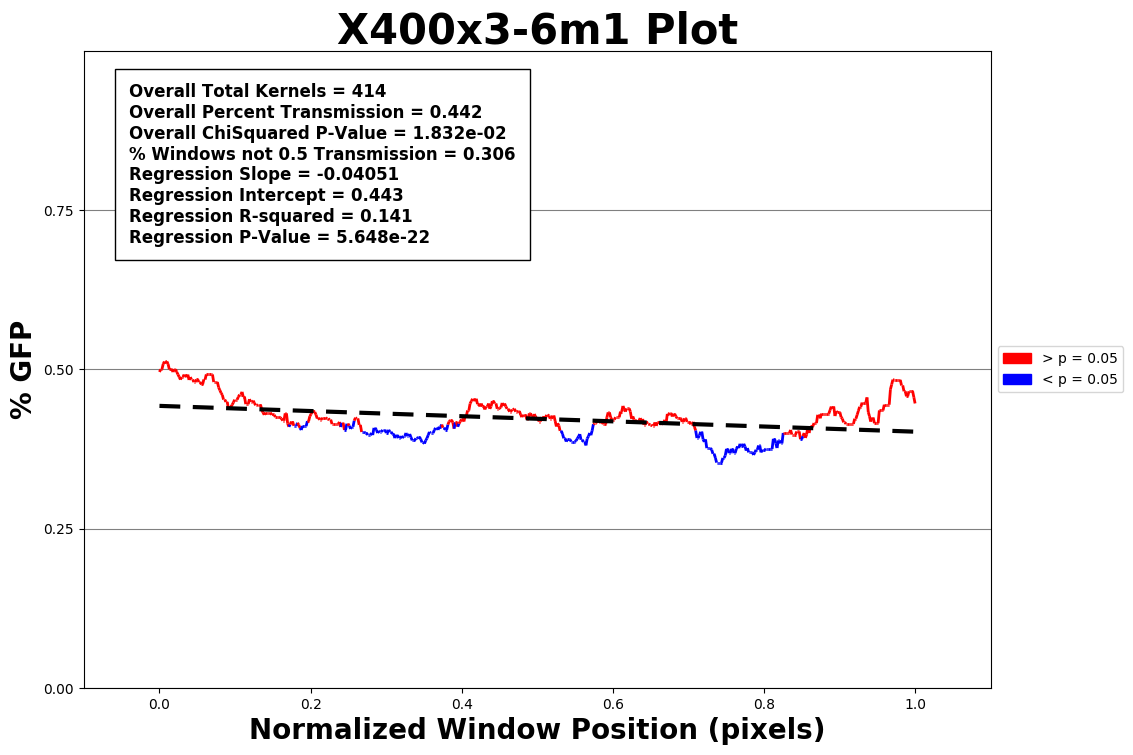 X400x3-6m1 Plot
Overall Total Kernels = 414
Overall Percent Transmission = 0.442
Overall ChiSquared P-Value = 1.832e-02
% Windows not 0.5 Transmission = 0.306
Regression Slope = -0.04051
Regression Intercept = 0.443
Regression R-squared = 0.141
Regression P-Value = 5.648e-22
% GFP
0.75
0.50
0.25
0.00
0.0 0.2 0.4 0.6 0.8 1.0
Normalized Window Position (pixels)
> p = 0.05
< p = 0.05